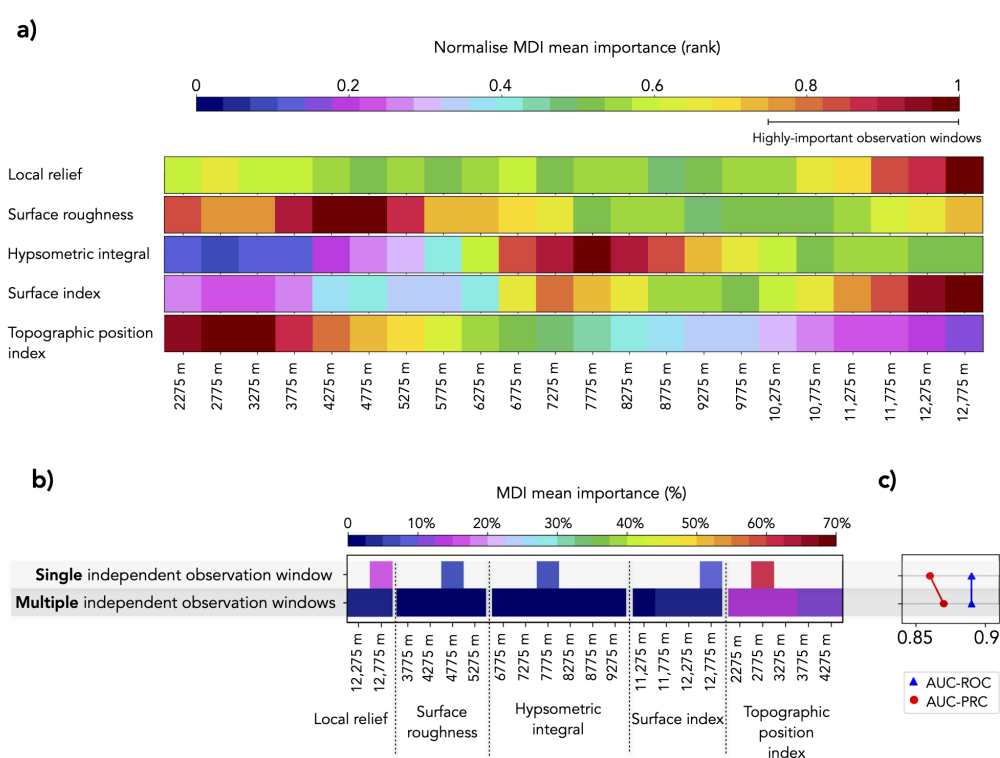 a)
Normalise MDI mean importance (rank)
0 0.2 0.4 0.6 0.8 1
Highly-important observation windows
Local relief
Surface roughness
Hypsometric integral
Surface index
Topographic position
index
2275 m
2775 m
3275 m
3775 m
4275 m
4775 m
5275 m
5775 m
6275 m
6775 m
7275 m
7775 m
8275 m
8775 m
9275 m
9775 m
10,275 m
10,775 m
11,275 m
11,775 m
12,275 m
12,775 m
b)
MDI mean importance (%)
0 10% 20% 30% 40% 50% 60% 70%
Single independent observation window
Multiple independent observation windows
12,275 m
12,775 m
3775 m
4275 m
4775 m
5275 m
6775 m
7275 m
7775 m
8275 m
8775 m
9275 m
11,275 m
11,775 m
12,275 m
12,775 m
2275 m
2775 m
3275 m
3775 m
4275 m
Local relief
Surface
roughness
Hypsometric
integral
Surface index
Topographic
position
index
c)
0.85 0.9
AUC-ROC
AUC-PRC